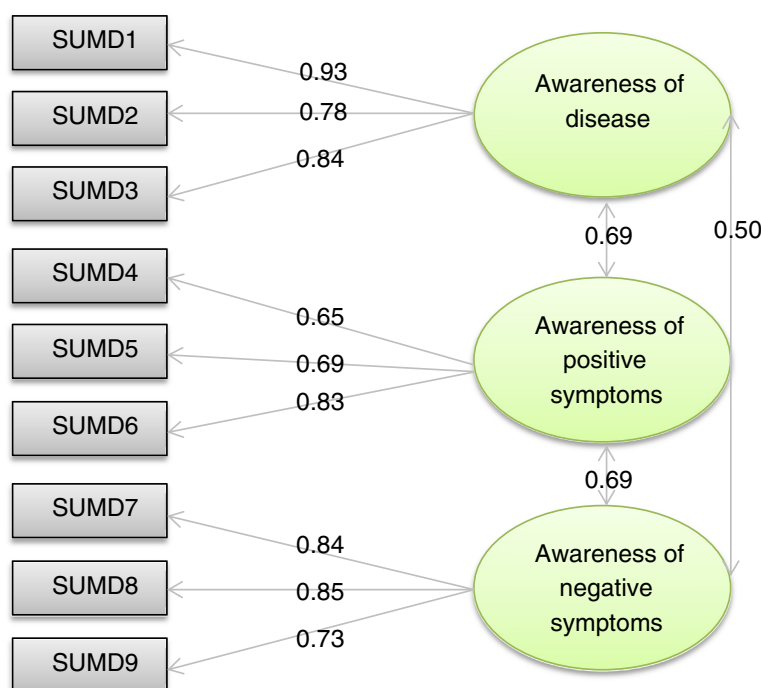 SUMD1
SUMD2
SUMD3
SUMD4
SUMD5
SUMD6
SUMD7
SUMD8
SUMD9
0.93
0.78
0.84
0.65
0.69
0.83
0.84
0.85
0.73
Awareness of
disease
0.69
0.50
Awareness of
positive
symptoms
0.69
Awareness of
negative
symptoms